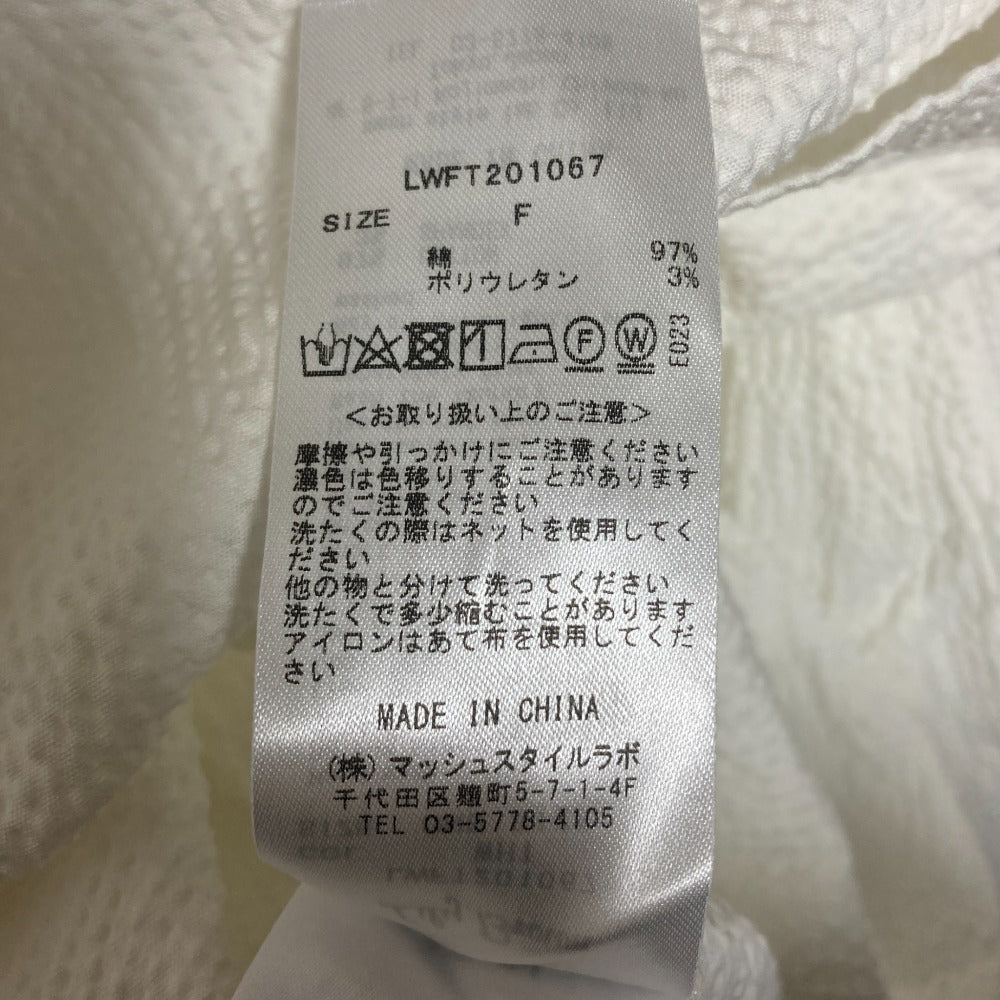 LWFT201067
SIZE F
綿 97%
ポリウレタン 3%
F W E023
<お取り扱い上のご注意>
摩擦や引っかけにご注意ください
濃色は色移りすることがあります
のでご注意ください
洗たくの際はネットを使用してく
ださい
他の物と分けて洗ってください
洗たくで多少縮むことがあります
アイロンはあて布を使用してくだ
さい
MADE IN CHINA
(株)マッシュスタイルラボ
千代田区麹町5-7-1-4F
TEL 03-5778-4105